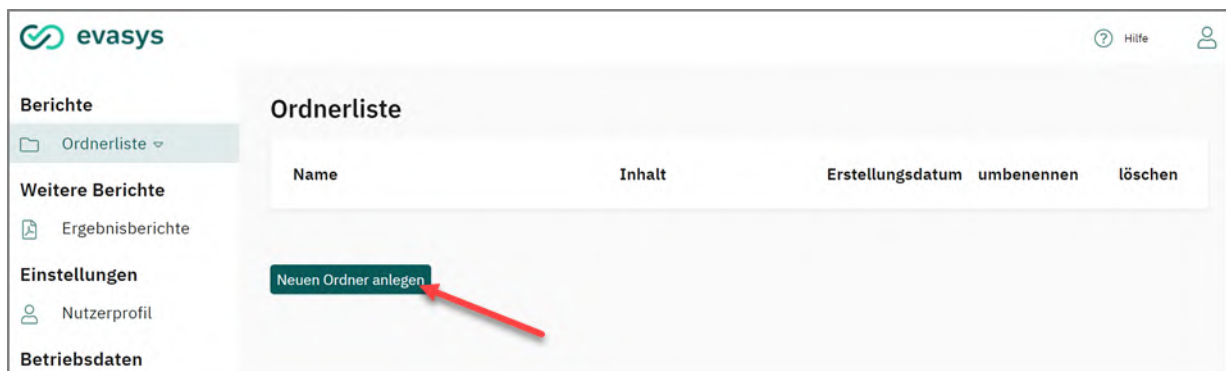 evasys
Hilfe
Berichte
Ordnerliste
Weitere Berichte
Ergebnisberichte
Einstellungen
Nutzerprofil
Betriebsdaten
Ordnerliste
Name Inhalt Erstellungsdatum umbenennen löschen
Neuen Ordner anlegen